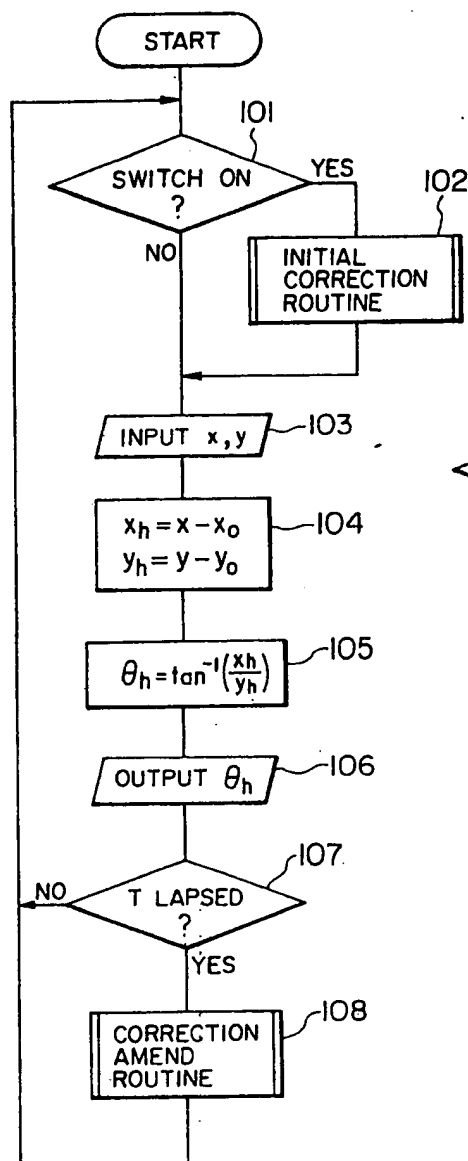 START
101
SWITCH ON
?
YES
NO
102
INITIAL
CORRECTION
ROUTINE
INPUT x, y
103
xh = x − xo
yh = y − yo
104
θh = tan⁻¹(xh/yh)
105
OUTPUT θh
106
107
T LAPSED
?
NO
YES
108
CORRECTION
AMEND
ROUTINE